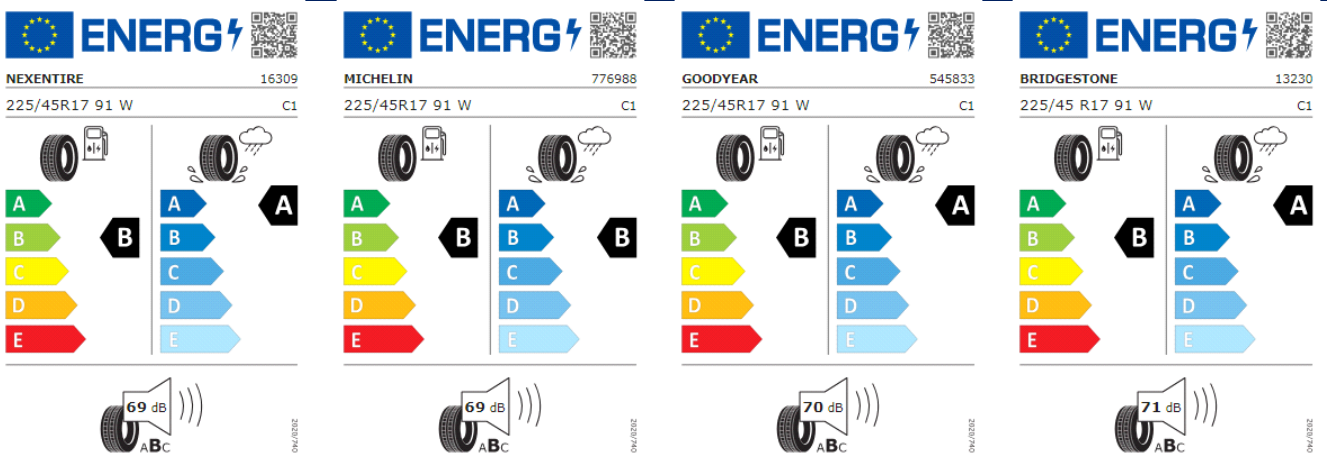 ENERG
NEXENTIRE 16309
225/45R17 91 W C1
A A A
B B B
C C
D D
E E
69 dB
ABC
2020/740
ENERG
MICHELIN 776988
225/45R17 91 W C1
A A
B B B B
C C
D D
E E
69 dB
ABC
2020/740
ENERG
GOODYEAR 545833
225/45R17 91 W C1
A A A
B B B
C C
D D
E E
70 dB
ABC
2020/740
ENERG
BRIDGESTONE 13230
225/45 R17 91 W C1
A A A
B B B
C C
D D
E E
71 dB
ABC
2020/740